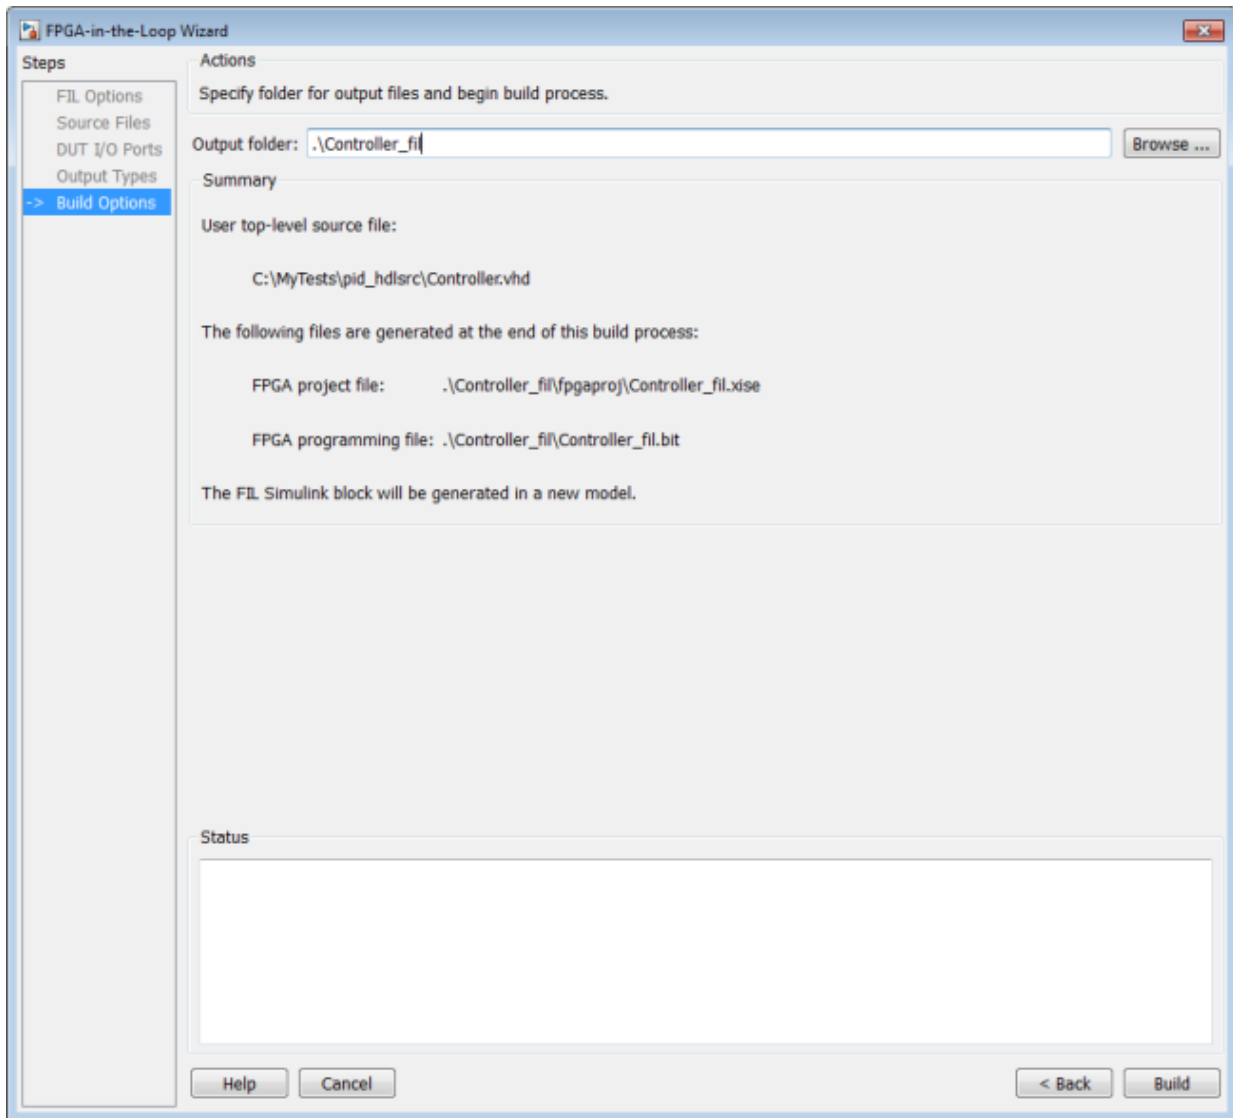 FPGA-in-the-Loop Wizard
Steps
FIL Options
Source Files
DUT I/O Ports
Output Types
-> Build Options
Actions
Specify folder for output files and begin build process.
Output folder: .\Controller_fil Browse ...
Summary
User top-level source file:
C:\MyTests\pid_hdlsrc\Controller.vhd
The following files are generated at the end of this build process:
FPGA project file: .\Controller_fil\fpgaproj\Controller_fil.xise
FPGA programming file: .\Controller_fil\Controller_fil.bit
The FIL Simulink block will be generated in a new model.
Status
Help Cancel < Back Build